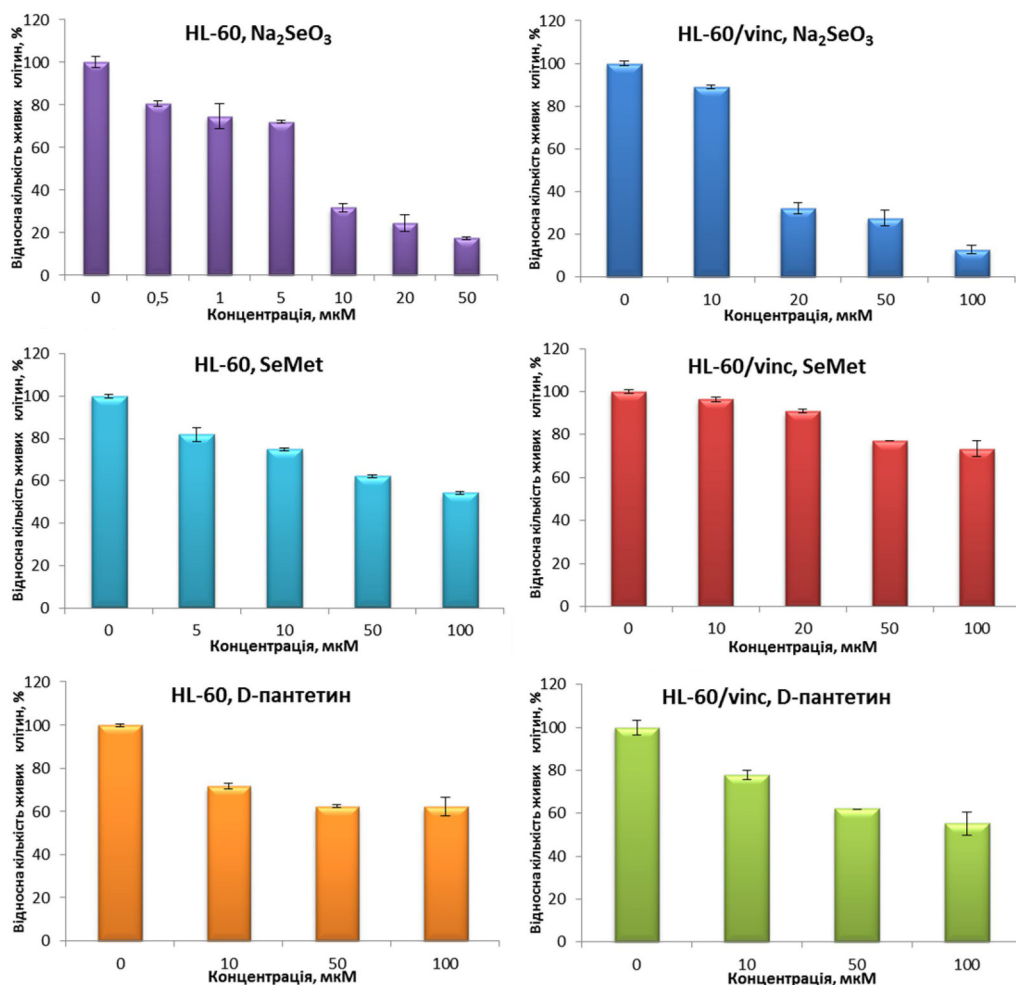 HL-60, Na₂SeO₃
Відносна кількість живих клітин, %
120
100
80
60
40
20
0
0 0,5 1 5 10 20 50
Концентрація, мкМ
HL-60/vinc, Na₂SeO₃
Відносна кількість живих клітин, %
120
100
80
60
40
20
0
0 10 20 50 100
Концентрація, мкМ
HL-60, SeMet
Відносна кількість живих клітин, %
120
100
80
60
40
20
0
0 5 10 50 100
Концентрація, мкМ
HL-60/vinc, SeMet
Відносна кількість живих клітин, %
120
100
80
60
40
20
0
0 10 20 50 100
Концентрація, мкМ
HL-60, D-пантетин
Відносна кількість живих клітин, %
120
100
80
60
40
20
0
0 10 50 100
Концентрація, мкМ
HL-60/vinc, D-пантетин
Відносна кількість живих клітин, %
120
100
80
60
40
20
0
0 10 50 100
Концентрація, мкМ